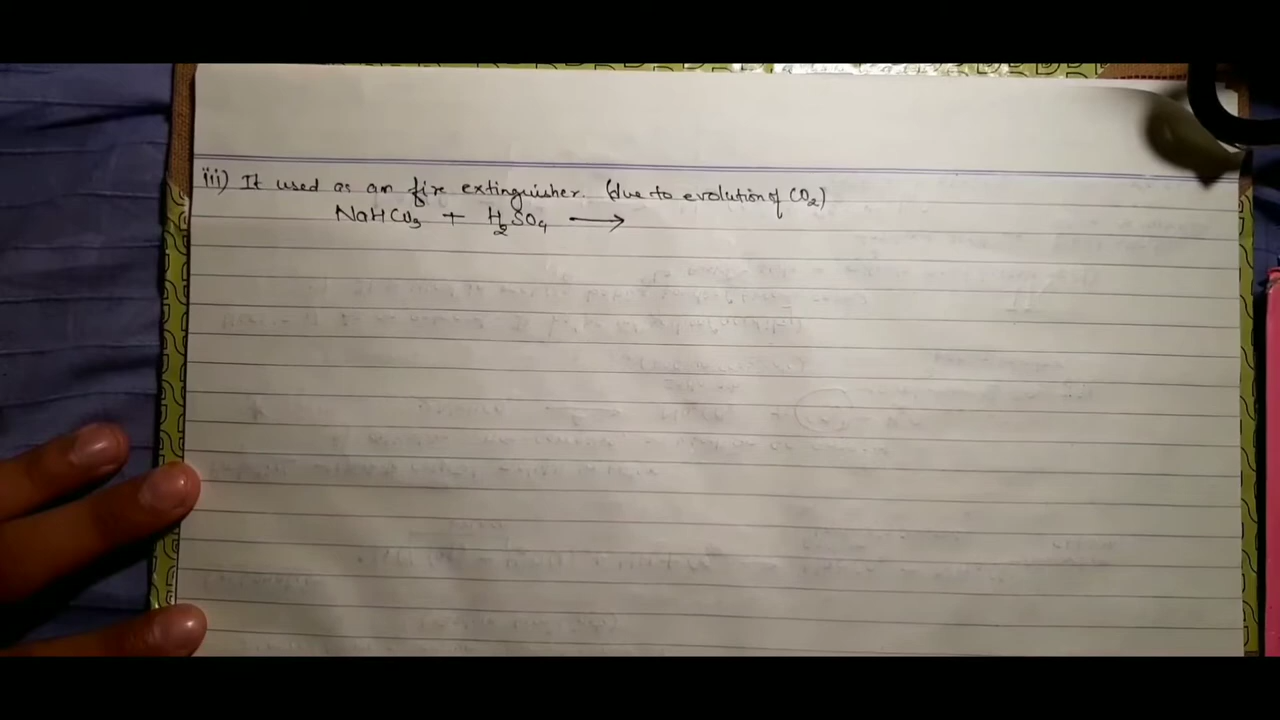 iii) It used as an fire extinguisher. (due to evolution of CO₂)
NaHCO₃ + H₂SO₄ ⟶